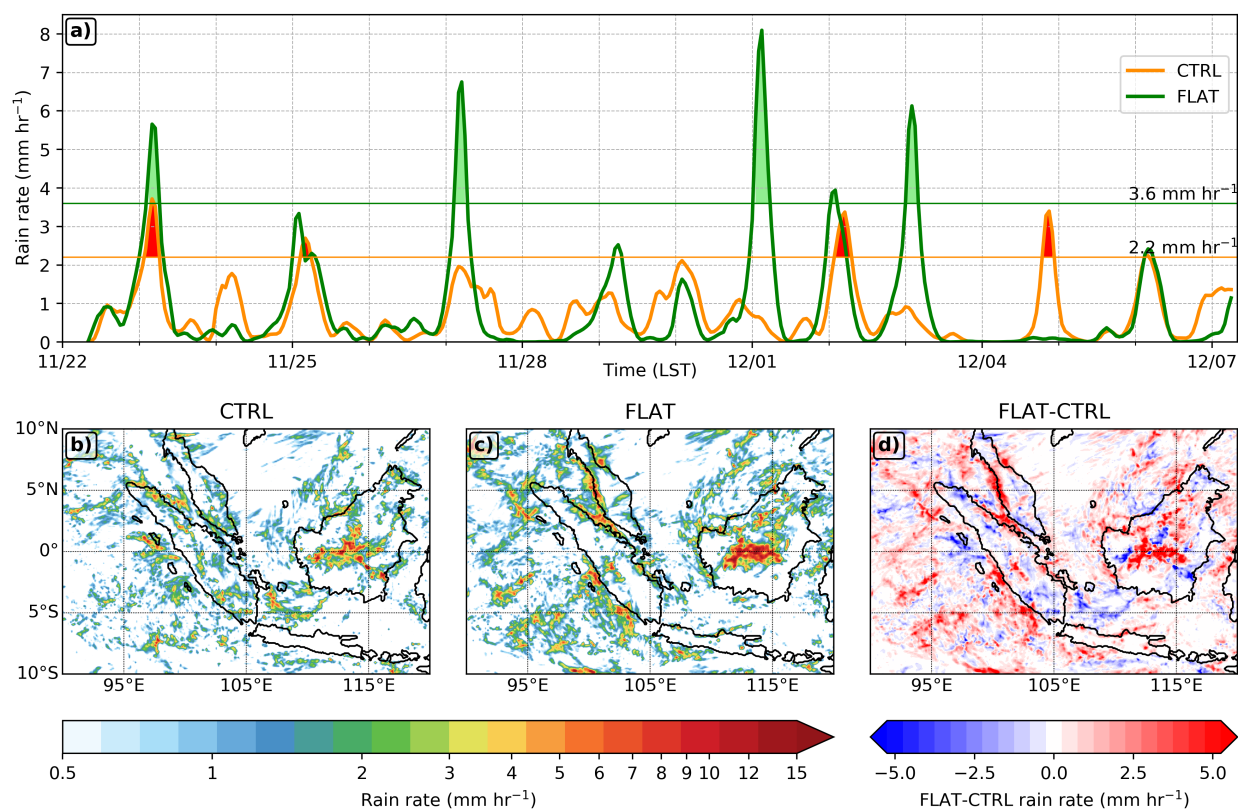 a)
8
7
6
5
4
3
2
1
0
Rain rate (mm hr⁻¹)
CTRL
FLAT
3.6 mm hr⁻¹
2.2 mm hr⁻¹
11/22 11/25 11/28 12/01 12/04 12/07
Time (LST)
CTRL FLAT FLAT-CTRL
b) c) d)
10°N
5°N
0°
5°S
10°S
95°E 105°E 115°E 95°E 105°E 115°E 95°E 105°E 115°E
0.5 1 2 3 4 5 6 7 8 9 10 12 15 −5.0 −2.5 0.0 2.5 5.0
Rain rate (mm hr⁻¹) FLAT-CTRL rain rate (mm hr⁻¹)